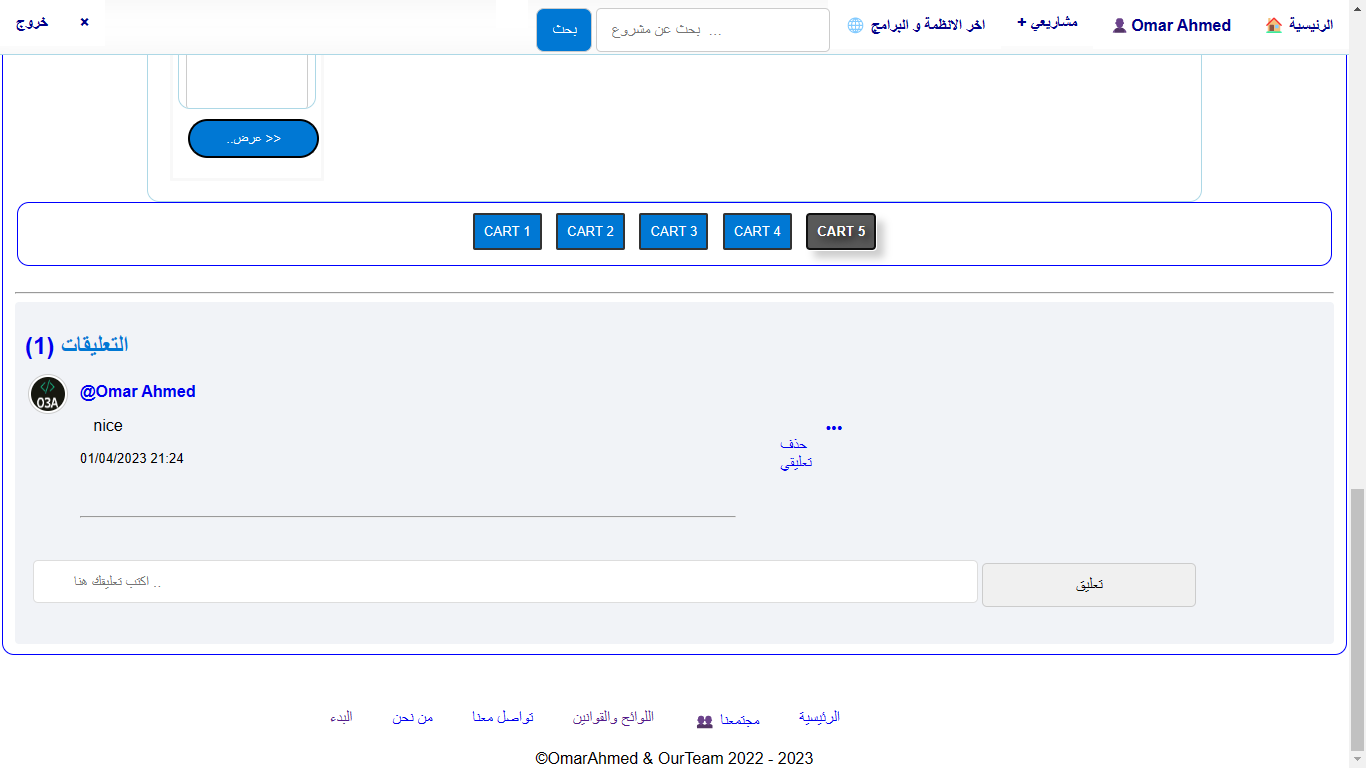 الرئيسية
Omar Ahmed
مشاريعي +
اخر الانظمة و البرامج
بحث عن مشروع ...
بحث
×
خروج
<< عرض..
CART 1
CART 2
CART 3
CART 4
CART 5
التعليقات (1)
O3A
@Omar Ahmed
nice
•••
حذف
تعليقي
01/04/2023 21:24
اكتب تعليقك هنا ..
تعليق
الرئيسية
مجتمعنا
اللوائح والقوانين
تواصل معنا
من نحن
البدء
©OmarAhmed & OurTeam 2022 - 2023